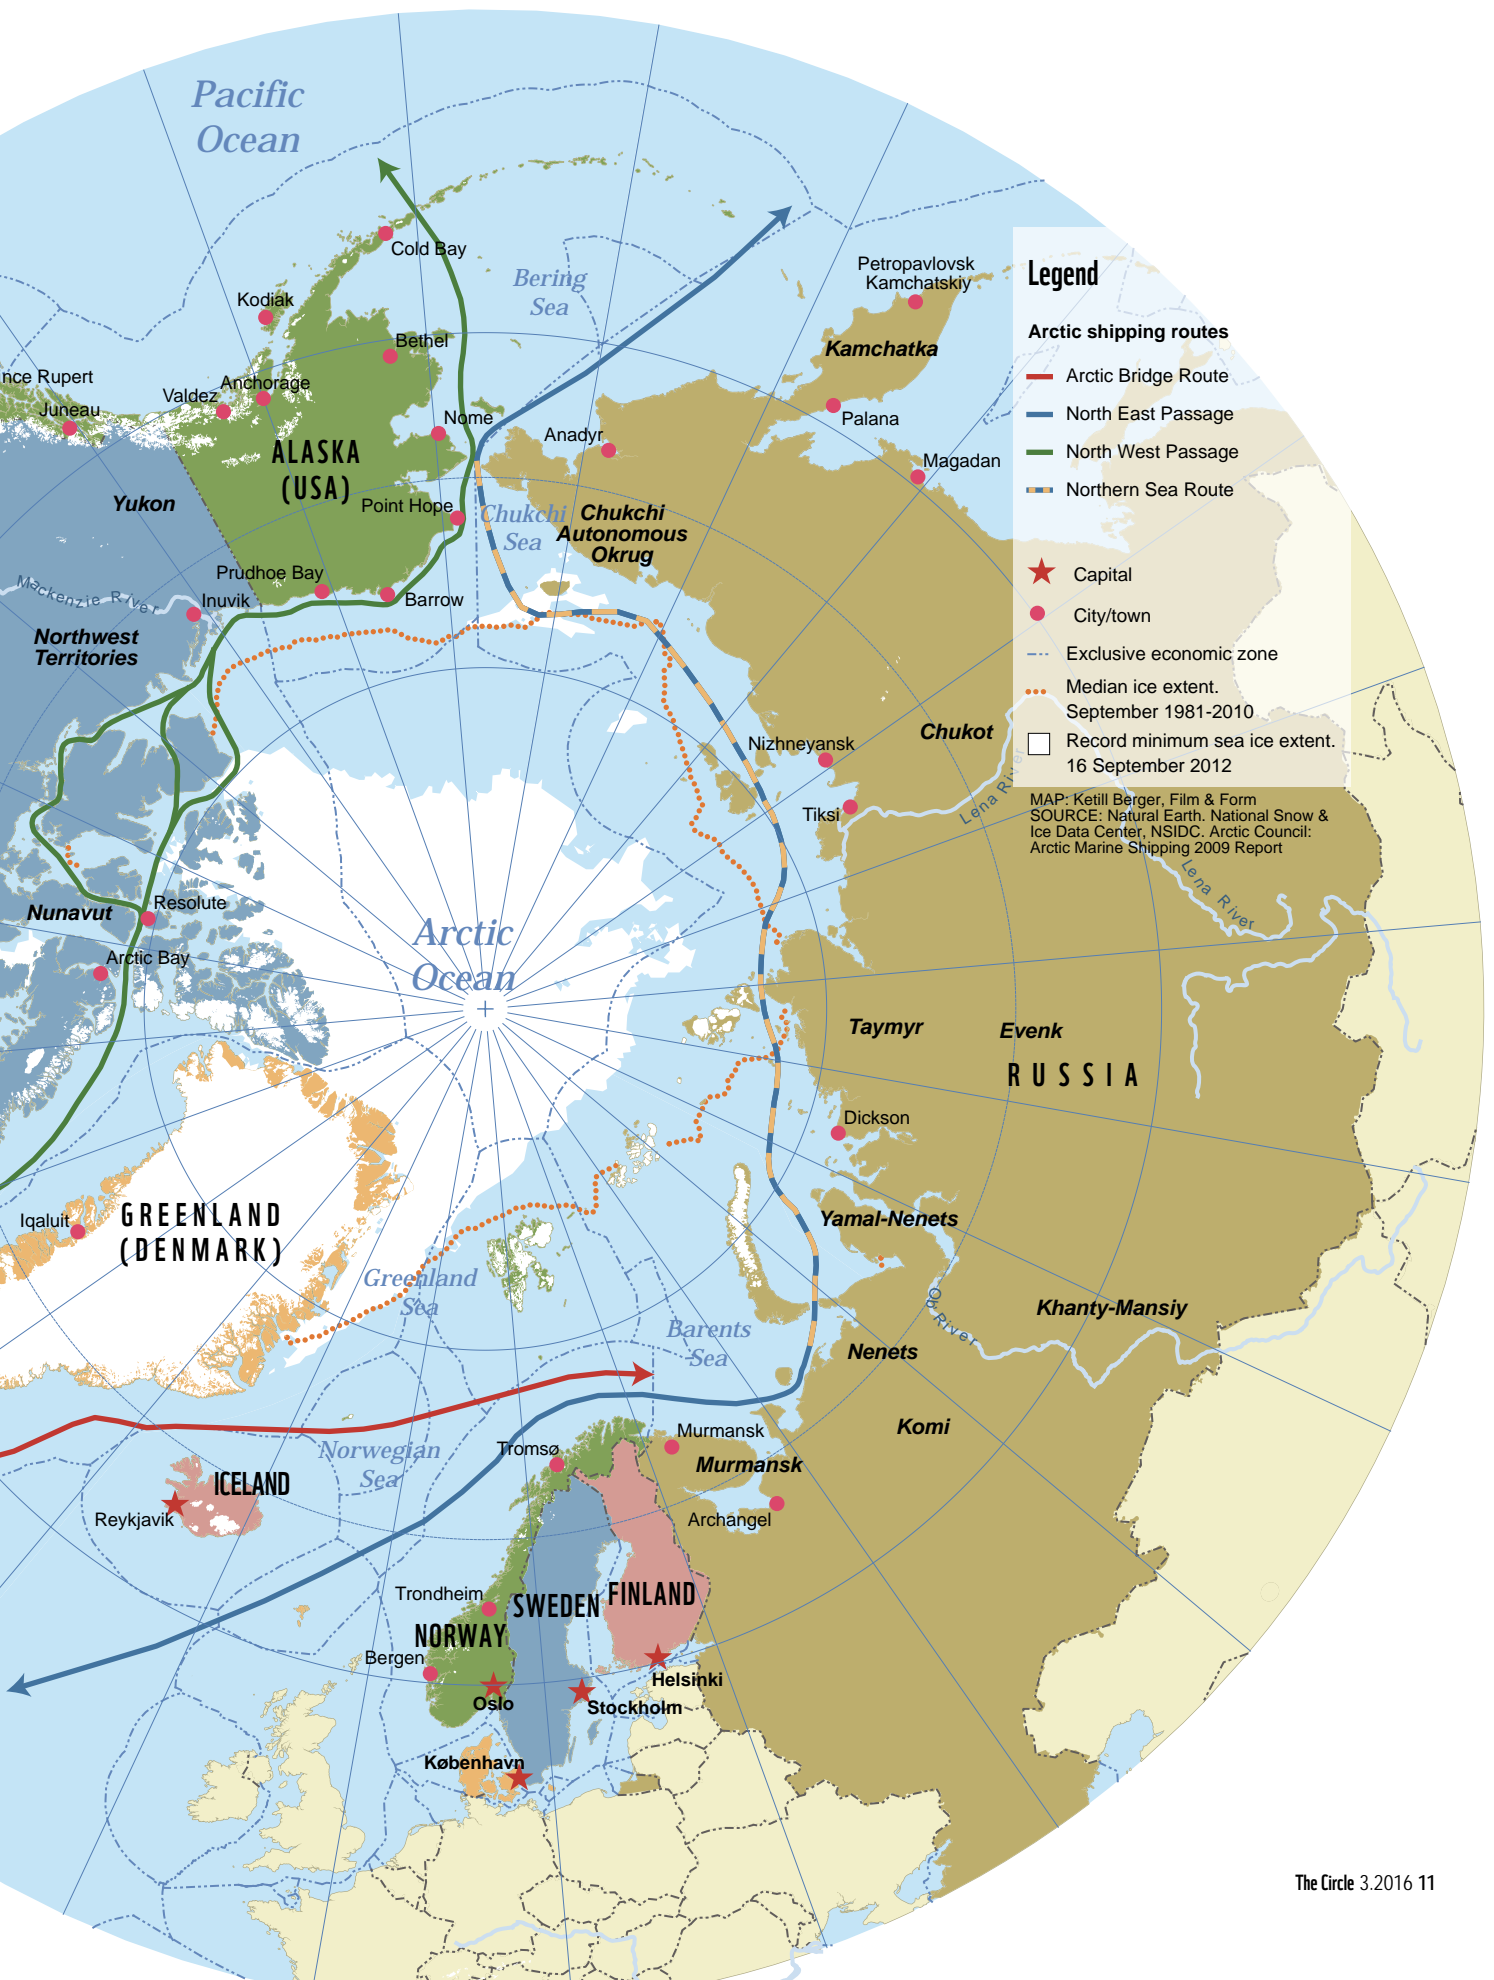 Pacific
Ocean
Cold Bay
Bering
Sea
Petropavlovsk
Kamchatskiy
Kodiak
Kamchatka
Bethel
nce Rupert
Anchorage
Valdez
Juneau
Nome
Palana
Anadyr
ALASKA
(USA)
Magadan
Yukon
Point Hope
Chukchi
Sea
Chukchi
Autonomous
Okrug
Prudhoe Bay
Mackenzie River
Inuvik
Barrow
Northwest
Territories
Legend
Arctic shipping routes
Arctic Bridge Route
North East Passage
North West Passage
Northern Sea Route
Capital
City/town
Exclusive economic zone
Median ice extent.
September 1981-2010
Record minimum sea ice extent.
16 September 2012
MAP: Ketill Berger, Film & Form
SOURCE: Natural Earth. National Snow &
Ice Data Center, NSIDC. Arctic Council:
Arctic Marine Shipping 2009 Report
Chukot
Nizhneyansk
Lena River
Tiksi
Lena River
Nunavut
Resolute
Arctic
Ocean
Arctic Bay
Taymyr
Evenk
RUSSIA
Dickson
Iqaluit
GREENLAND
(DENMARK)
Yamal-Nenets
Greenland
Sea
Ob River
Khanty-Mansiy
Barents
Sea
Nenets
Komi
Norwegian
Sea
Tromsø
Murmansk
Murmansk
ICELAND
Reykjavik
Archangel
Trondheim
SWEDEN
FINLAND
NORWAY
Bergen
Helsinki
Oslo
Stockholm
København
The Circle 3.2016 11